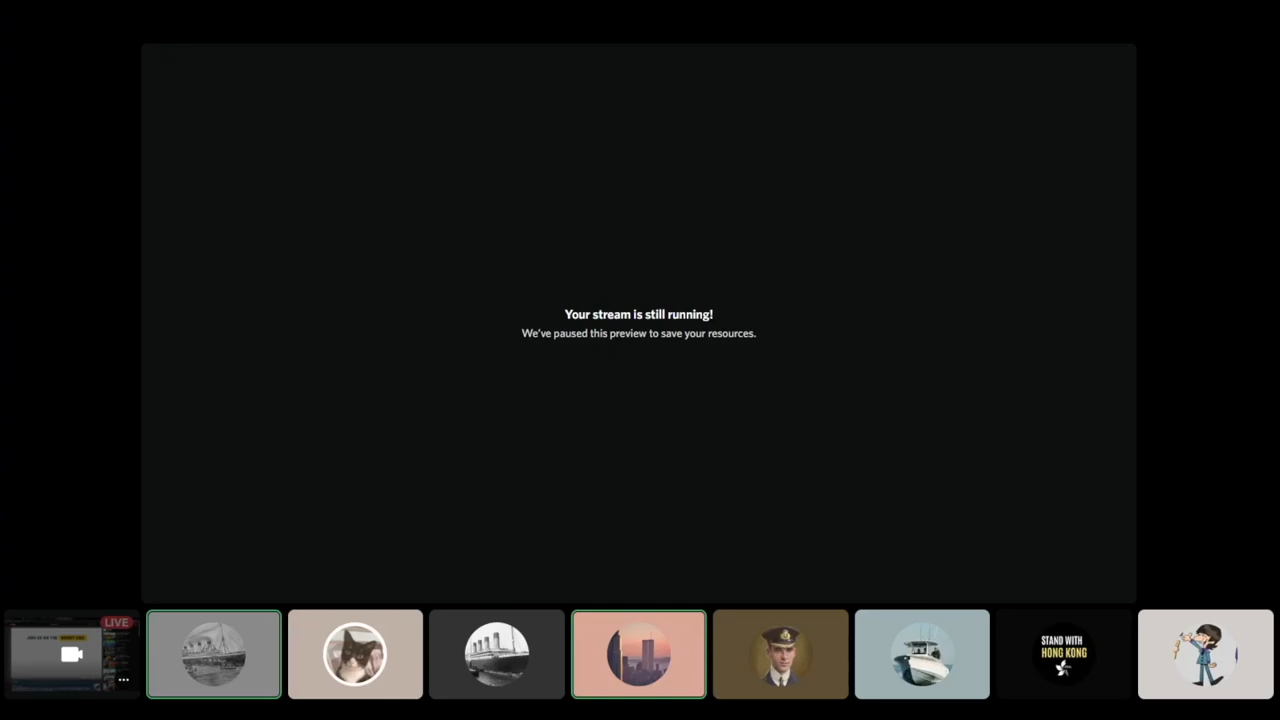 Your stream is still running!
We've paused this preview to save your resources.
LIVE
STAND WITH
HONG KONG